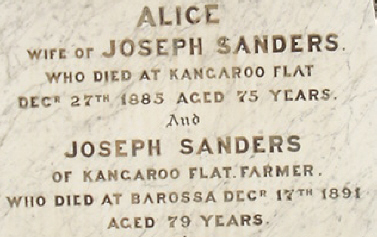 ALICE
WIFE OF JOSEPH SANDERS.
WHO DIED AT KANGAROO FLAT
DECR 27TH 1885 AGED 75 YEARS.
And
JOSEPH SANDERS
OF KANGAROO FLAT. FARMER.
WHO DIED AT BAROSSA DECR 17TH 1891
AGED 79 YEARS.